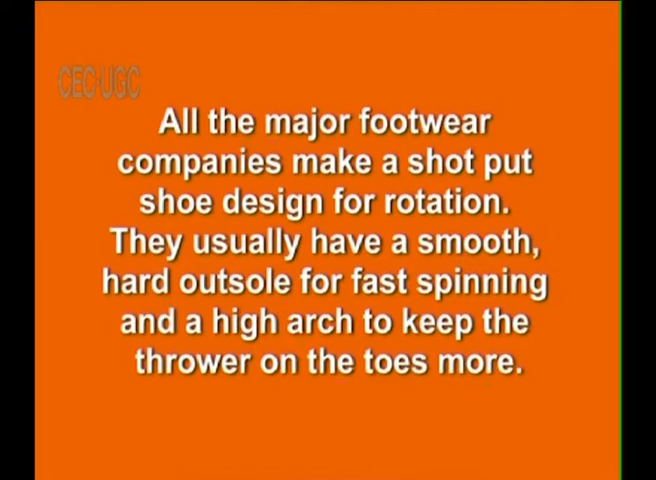 CEC-UGC
All the major footwear
companies make a shot put
shoe design for rotation.
They usually have a smooth,
hard outsole for fast spinning
and a high arch to keep the
thrower on the toes more.